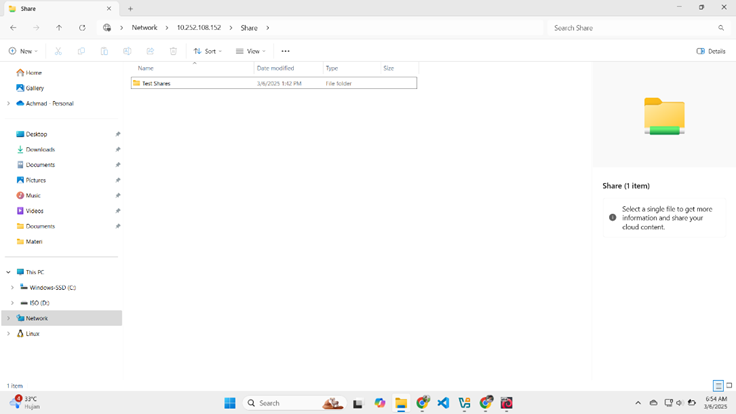 Share
Network > 10.252.108.152 > Share >
Search Share
New
Sort
View
Details
Home
Gallery
Achmad - Personal
Desktop
Downloads
Documents
Pictures
Music
Videos
Documents
Materi
This PC
Windows-SSD (C:)
ISO (D:)
Network
Linux
Name Date modified Type Size
Test Shares 3/6/2025 1:42 PM File folder
Share (1 item)
Select a single file to get more
information and share your
cloud content.
1 item
33°C
Hujan
Search
6:54 AM
3/6/2025